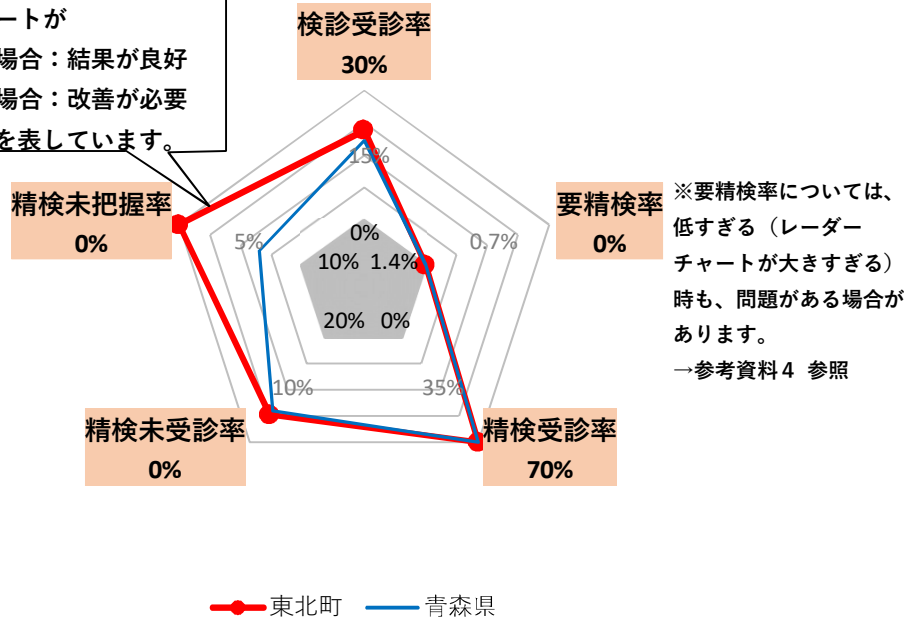 ートが
場合：結果が良好
場合：改善が必要
を表しています。
検診受診率
30%
15%
精検未把握率
0%
5%
要精検率
0%
0.7%
※要精検率については、
低すぎる（レーダー
チャートが大きすぎる）
時も、問題がある場合が
あります。
→参考資料４ 参照
0%
10% 1.4%
20% 0%
10%
35%
精検未受診率
0%
精検受診率
70%
東北町
青森県